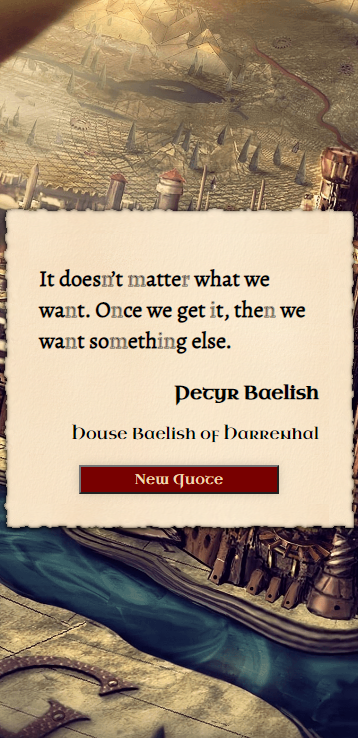 It doesn't matter what we
want. Once we get it, then we
want something else.
Petyr Baelish
House Baelish of Harrenhal
New Quote